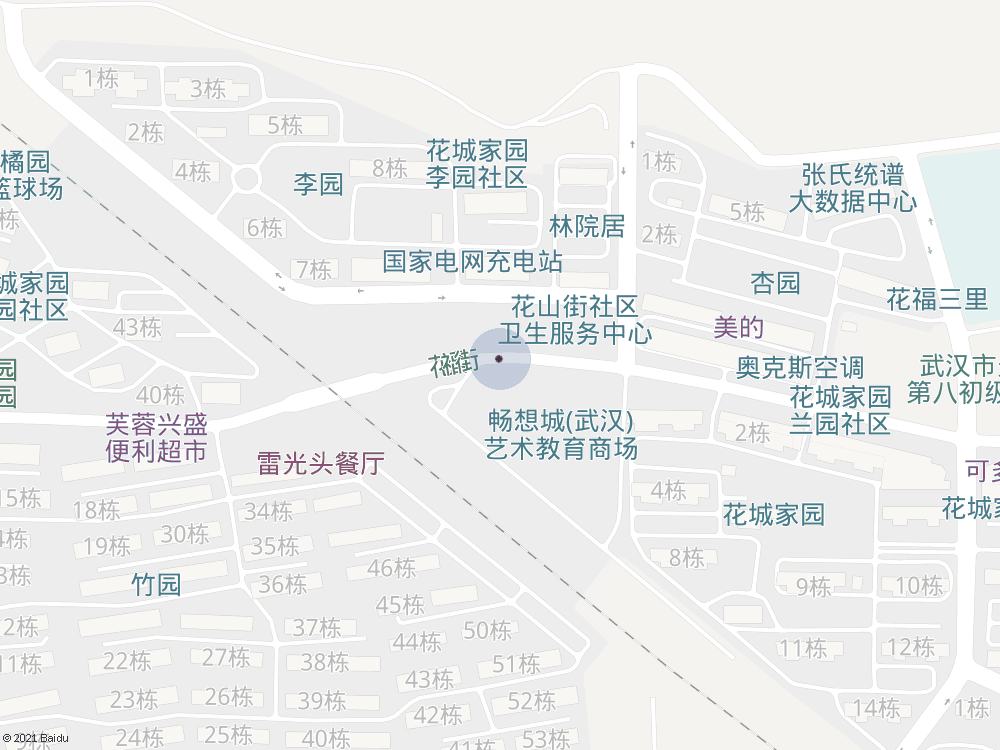 1栋
3栋
2栋
5栋
花城家园
李园社区
1栋
橘园
篮球场
4栋
李园
8栋
张氏统谱
大数据中心
5栋
6栋
林院居
2栋
7栋
国家电网充电站
杏园
城家园
园社区
花山街社区
卫生服务中心
花福三里
43栋
美的
花福街
园
园
40栋
奥克斯空调
武汉市
第八初级
芙蓉兴盛
便利超市
畅想城(武汉)
艺术教育商场
花城家园
兰园社区
2栋
雷光头餐厅
可多
15栋
18栋
34栋
4栋
花城家园
花城家
4栋
19栋
30栋
35栋
8栋
3栋
竹园
36栋
46栋
9栋
10栋
45栋
2栋
37栋
50栋
44栋
11栋
12栋
11栋
22栋
27栋
38栋
51栋
43栋
23栋
26栋
39栋
52栋
42栋
14栋
1栋
24栋
25栋
40栋
41栋
53栋
© 2021 Baidu